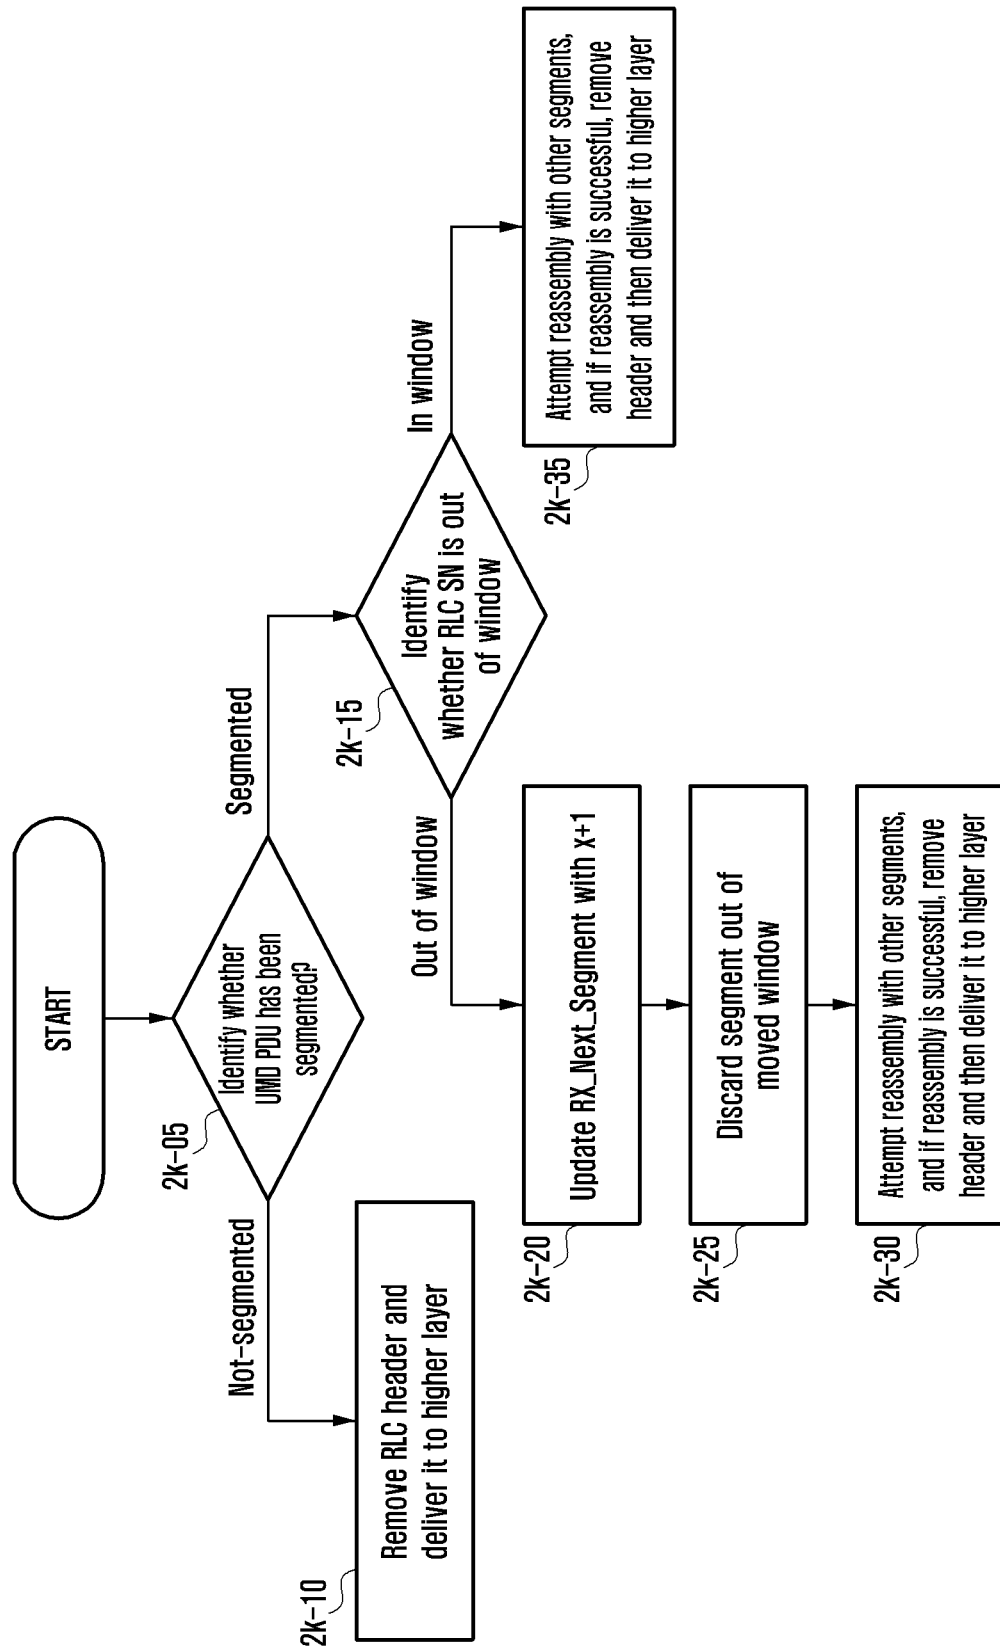 START
2k-05
Identify whether
UMD PDU has been
segmented?
Not-segmented
Segmented
2k-10
Remove RLC header and
deliver it to higher layer
2k-15
Identify
whether RLC SN is out
of window
Out of window
In window
2k-20
Update RX_Next_Segment with x+1
2k-25
Discard segment out of
moved window
2k-30
Attempt reassembly with other segments,
and if reassembly is successful, remove
header and then deliver it to higher layer
2k-35
Attempt reassembly with other segments,
and if reassembly is successful, remove
header and then deliver it to higher layer